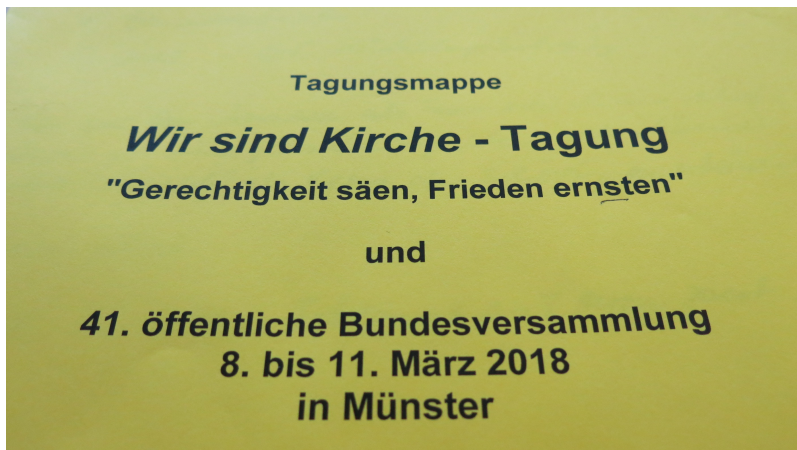 Tagungsmappe
Wir sind Kirche - Tagung
"Gerechtigkeit säen, Frieden ernsten"
und
41. öffentliche Bundesversammlung
8. bis 11. März 2018
in Münster